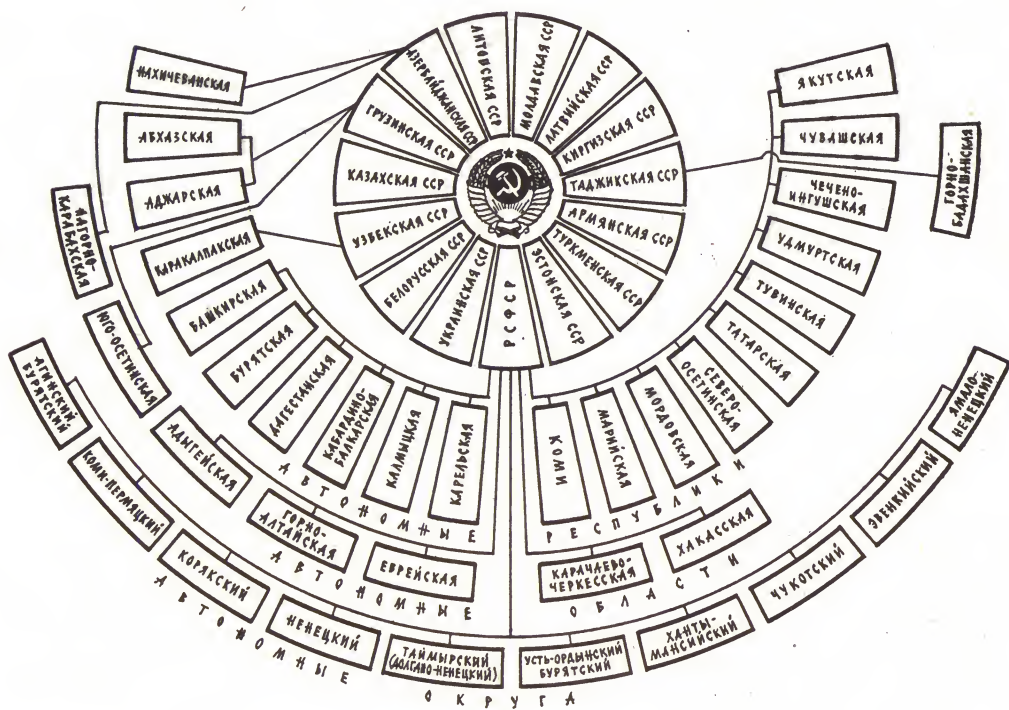 ЛИТОВСКАЯ ССР
МОЛДАВСКАЯ ССР
ЛАТВИЙСКАЯ ССР
КИРГИЗСКАЯ ССР
ТАДЖИКСКАЯ ССР
АРМЯНСКАЯ ССР
ТУРКМЕНСКАЯ ССР
ЭСТОНСКАЯ ССР
РСФСР
УКРАИНСКАЯ ССР
БЕЛОРУССКАЯ ССР
УЗБЕКСКАЯ ССР
КАЗАХСКАЯ ССР
ГРУЗИНСКАЯ ССР
АЗЕРБАЙДЖАНСКАЯ ССР
НАХИЧЕВАНСКАЯ
АБХАЗСКАЯ
АДЖАРСКАЯ
КАРАКАЛПАКСКАЯ
БАШКИРСКАЯ
БУРЯТСКАЯ
ДАГЕСТАНСКАЯ
КАБАРДИНО-
БАЛКАРСКАЯ
КАЛМЫЦКАЯ
КАРЕЛЬСКАЯ
КОМИ
МАРИЙСКАЯ
МОРДОВСКАЯ
СЕВЕРО-
ОСЕТИНСКАЯ
ТАТАРСКАЯ
ТУВИНСКАЯ
УДМУРТСКАЯ
ЧЕЧЕНО-
ИНГУШСКАЯ
ЧУВАШСКАЯ
ЯКУТСКАЯ
АВТОНОМНЫЕ РЕСПУБЛИКИ
НАГОРНО-
КАРАБАХСКАЯ
ЮГО-ОСЕТИНСКАЯ
АДЫГЕЙСКАЯ
ГОРНО-
АЛТАЙСКАЯ
ЕВРЕЙСКАЯ
КАРАЧАЕВО-
ЧЕРКЕССКАЯ
ХАКАССКАЯ
ГОРНО-
БАДАХШАНСКАЯ
АВТОНОМНЫЕ ОБЛАСТИ
АГИНСКИЙ
БУРЯТСКИЙ
КОМИ-ПЕРМЯЦКИЙ
КОРЯКСКИЙ
НЕНЕЦКИЙ
ТАЙМЫРСКИЙ
(ДОЛГАНО-НЕНЕЦКИЙ)
УСТЬ-ОРДЫНСКИЙ
БУРЯТСКИЙ
ХАНТЫ-
МАНСИЙСКИЙ
ЧУКОТСКИЙ
ЭВЕНКИЙСКИЙ
ЯМАЛО-
НЕНЕЦКИЙ
АВТОНОМНЫЕ ОКРУГА